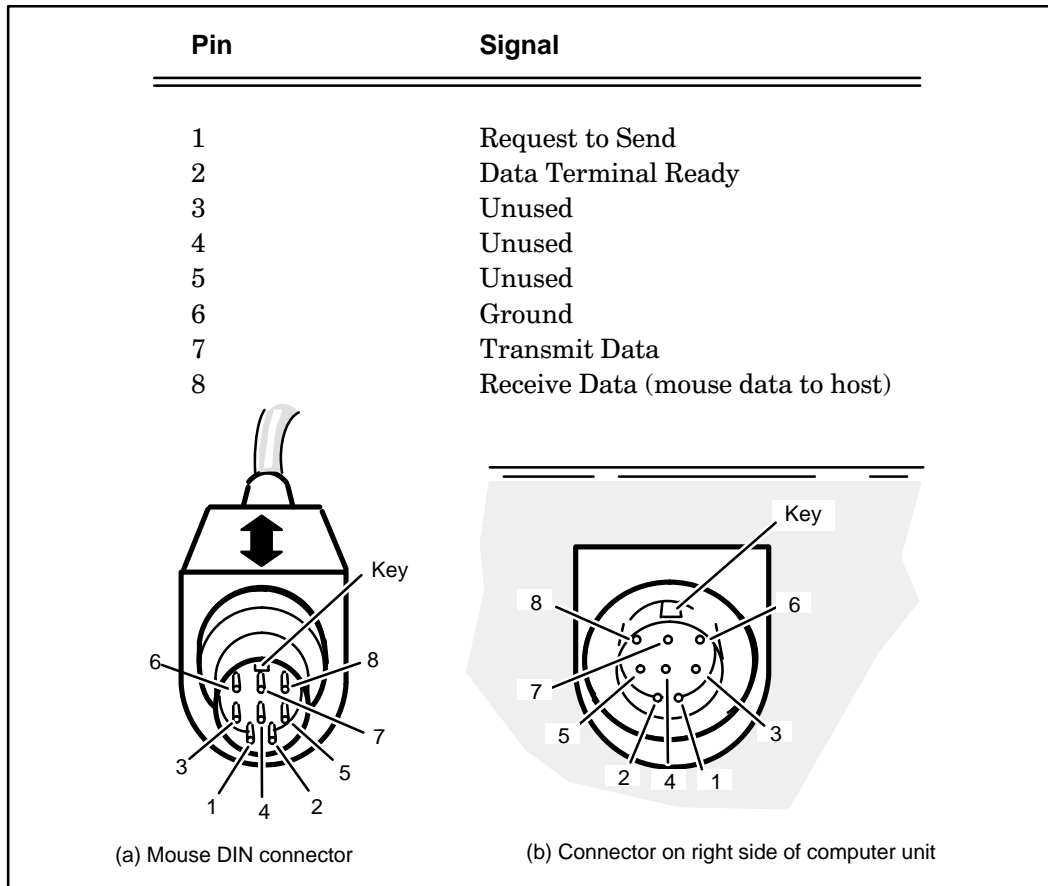 Pin Signal
1 Request to Send
2 Data Terminal Ready
3 Unused
4 Unused
5 Unused
6 Ground
7 Transmit Data
8 Receive Data (mouse data to host)
Key
6
8
7
3
5
1
4
2
(a) Mouse DIN connector
Key
8
6
7
5
3
2
4
1
(b) Connector on right side of computer unit